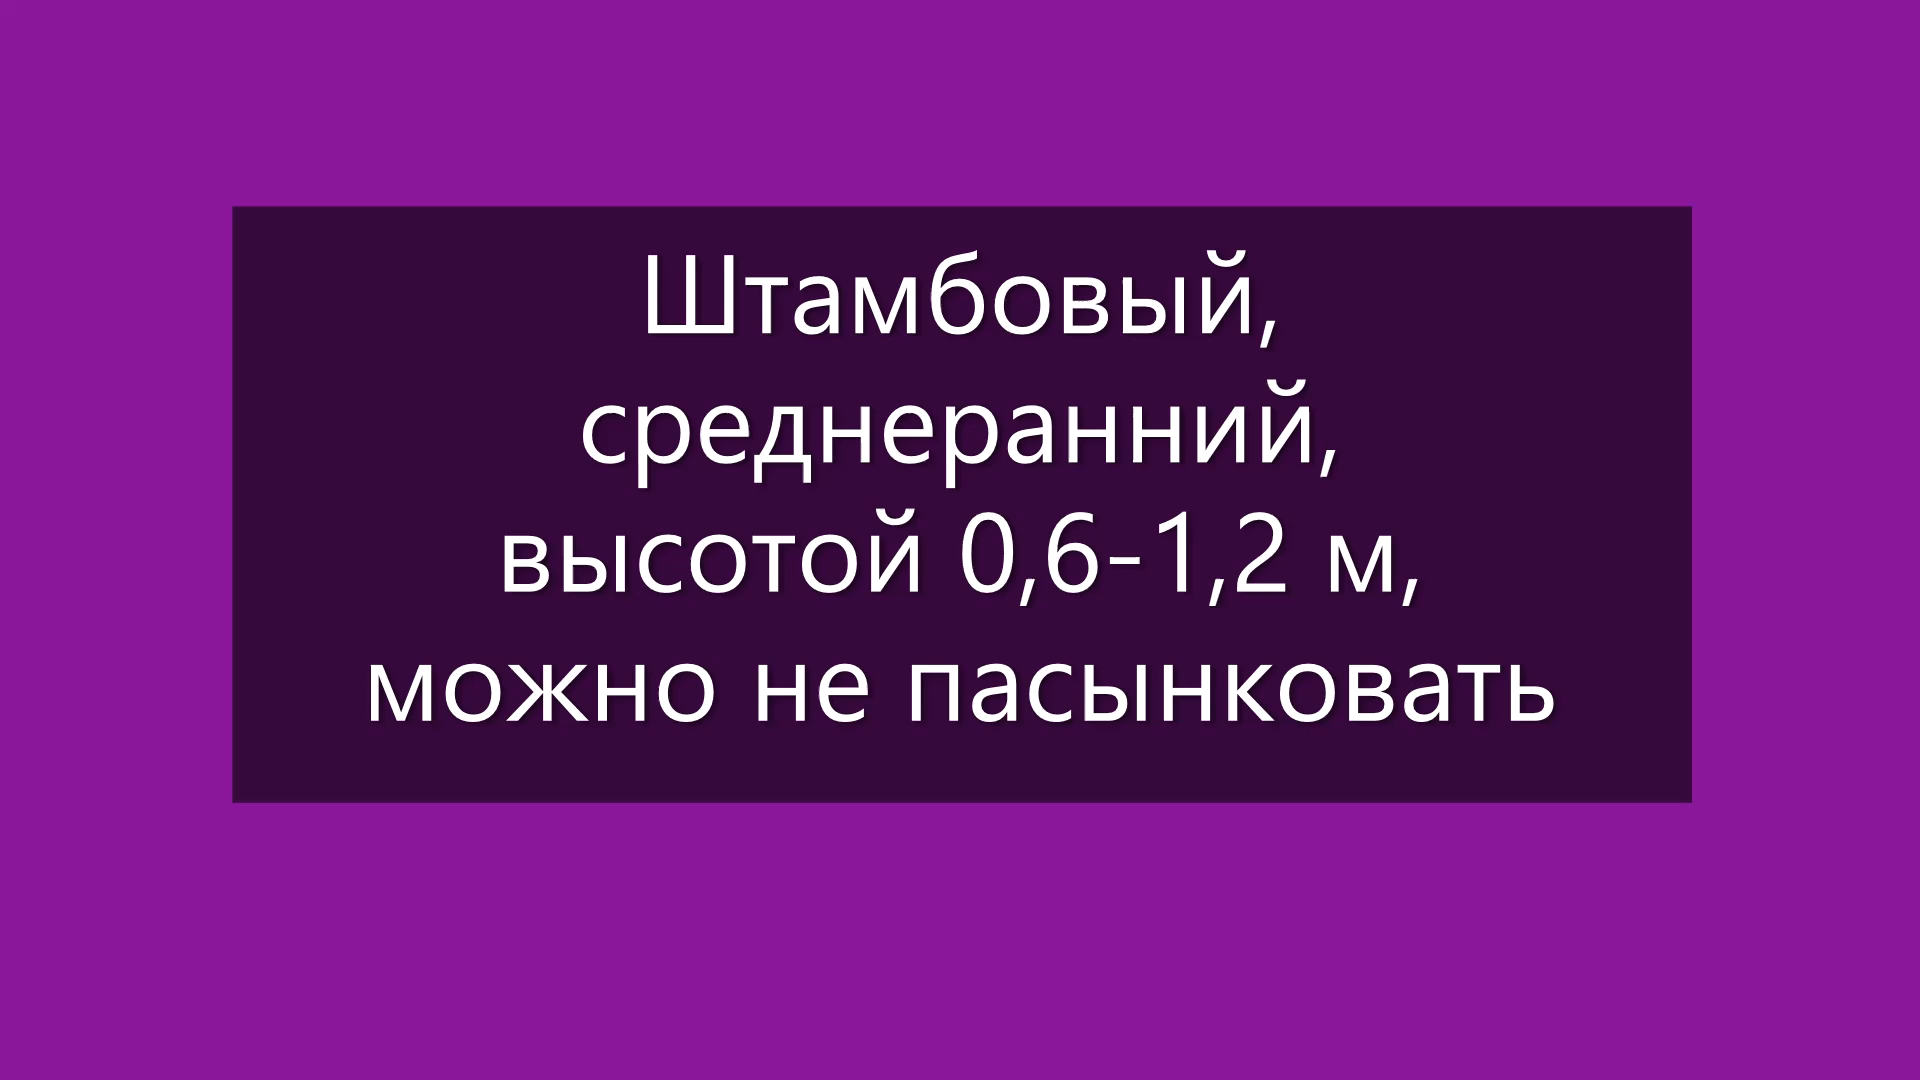 Штамбовый,
среднеранний,
высотой 0,6-1,2 м,
можно не пасынковать